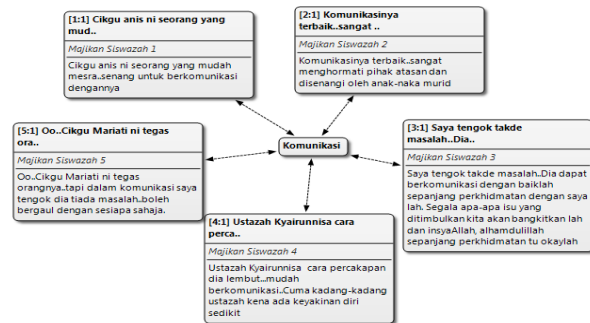 [1:1] Cikgu anis ni seorang yang
mud..
Majikan Siswazah 1
Cikgu anis ni seorang yang mudah
mesra..senang untuk berkomunikasi
dengannya
[2:1] Komunikasinya
terbaik..sangat ..
Majikan Siswazah 2
Komunikasinya terbaik..sangat
menghormati pihak atasan dan
disenangi oleh anak-naka murid
Komunikasi
[5:1] Oo..Cikgu Mariati ni tegas
ora..
Majikan Siswazah 5
Oo..Cikgu Mariati ni tegas
orangnya..tapi dalam komunikasi saya
tengok dia tiada masalah..boleh
bergaul dengan sesiapa sahaja.
[3:1] Saya tengok takde
masalah..Dia..
Majikan Siswazah 3
Saya tengok takde masalah..Dia dapat
berkomunikasi dengan baiklah
sepanjang perkhidmatan dengan saya
lah. Segala apa-apa isu yang
ditimbulkan kita akan bangkitkan lah
dan insyaAllah, alhamdulillah
sepanjang perkhidmatan tu okaylah
[4:1] Ustazah Kyairunnisa cara
perca..
Majikan Siswazah 4
Ustazah Kyairunnisa cara percakapan
dia lembut...mudah
berkomunikasi..Cuma kadang-kadang
ustazah kena ada keyakinan diri
sedikit